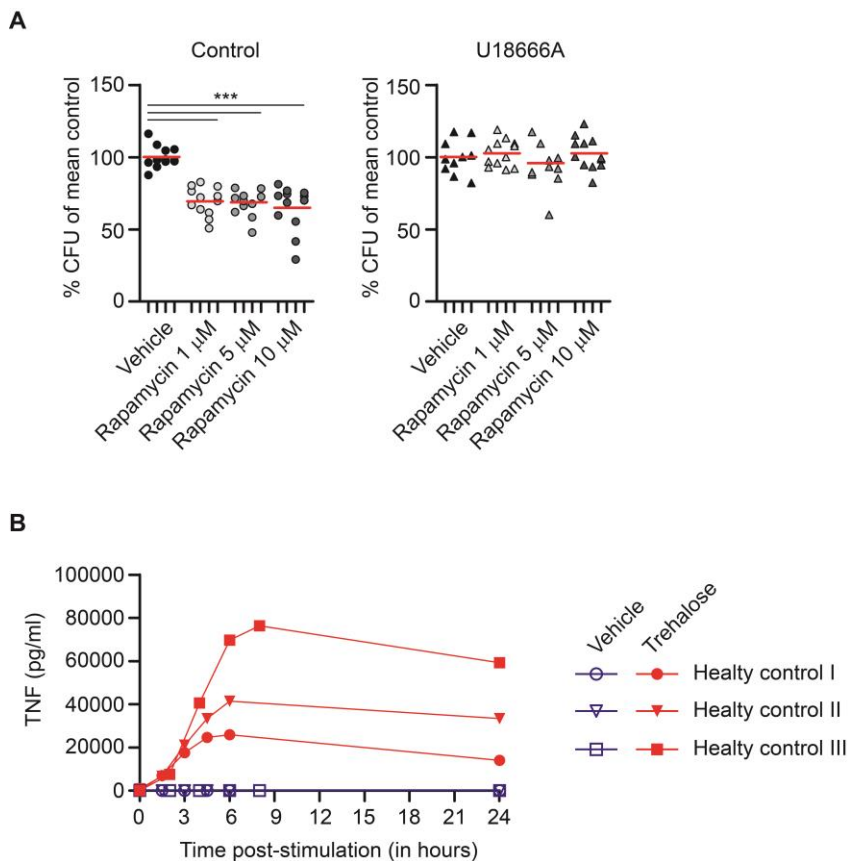 A
Control
U18666A
% CFU of mean control
150
100
50
0
***
Vehicle
Rapamycin 1 μM
Rapamycin 5 μM
Rapamycin 10 μM
% CFU of mean control
150
100
50
0
Vehicle
Rapamycin 1 μM
Rapamycin 5 μM
Rapamycin 10 μM
B
TNF (pg/ml)
100000
80000
60000
40000
20000
0
0 3 6 9 12 15 18 21 24
Time post-stimulation (in hours)
Vehicle
Trehalose
Healty control I
Healty control II
Healty control III